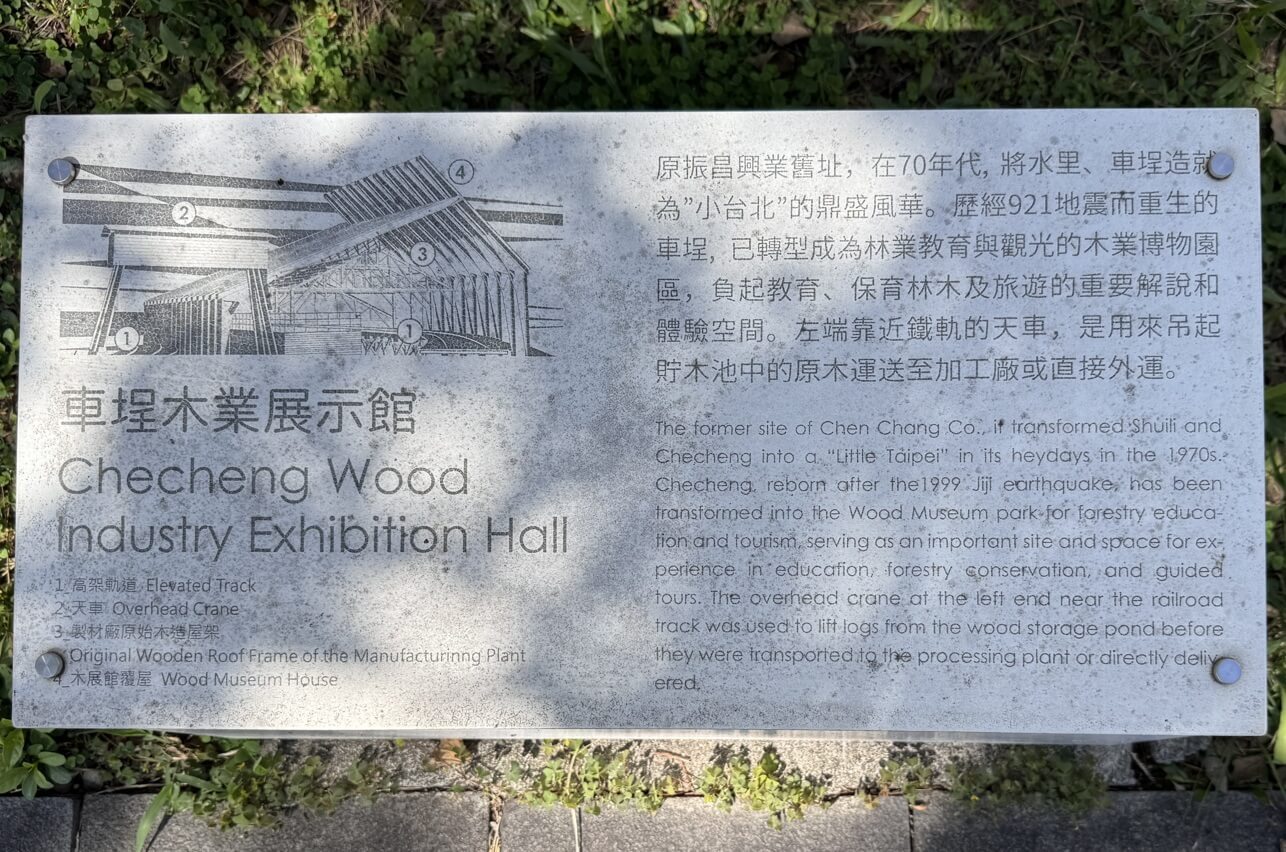 4
2
3
1
1
車埕木業展示館
Checheng Wood
Industry Exhibition Hall
1 高架軌道 Elevated Track
2 天車 Overhead Crane
3 製材廠原始木造屋架
Original Wooden Roof Frame of the Manufacturinng Plant
4 木展館覆屋 Wood Museum House
原振昌興業舊址，在70年代, 將水里、車埕造就
為"小台北"的鼎盛風華。歷經921地震而重生的
車埕, 已轉型成為林業教育與觀光的木業博物園
區，負起教育、保育林木及旅遊的重要解說和
體驗空間。左端靠近鐵軌的天車，是用來吊起
貯木池中的原木運送至加工廠或直接外運。
The former site of Chen Chang Co., it transformed Shuili and
Checheng into a “Little Taipei” in its heydays in the 1970s.
Checheng, reborn after the1999 Jiji earthquake, has been
transformed into the Wood Museum park for forestry educa-
tion and tourism, serving as an important site and space for ex-
perience in education, forestry conservation, and guided
tours. The overhead crane at the left end near the railroad
track was used to lift logs from the wood storage pond before
they were transported to the processing plant or directly deliv
ered.